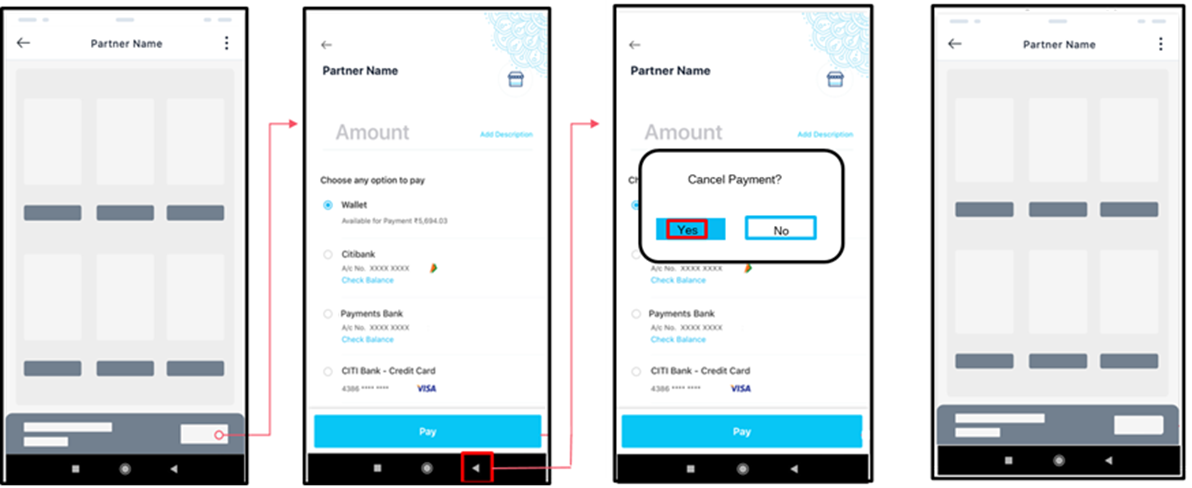 Partner Name
Partner Name
Amount
Add Description
Choose any option to pay
Wallet
Available for Payment ₹5,694.03
Citibank
A/c No. XXXX XXXX
Check Balance
Payments Bank
A/c No. XXXX XXXX
Check Balance
CITI Bank - Credit Card
4386 **** ****
VISA
Pay
Partner Name
Amount
Add Description
Ch
Cancel Payment?
Yes
No
A/c No. XXXX XXXX
Check Balance
Payments Bank
A/c No. XXXX XXXX
Check Balance
CITI Bank - Credit Card
4386 **** ****
VISA
Pay
Partner Name